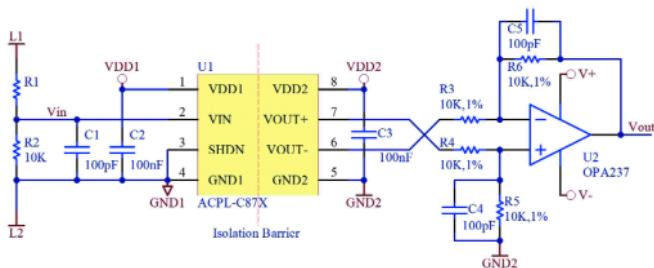 L1
R1
Vin
R2
10K
L2
C1
100pF
VDD1
C2
100nF
U1
1
2
3
4
VDD1
VIN
SHDN
GND1
VDD2
VOUT+
VOUT-
GND2
8
7
6
5
GND1
ACPL-C87X
Isolation Barrier
VDD2
C3
100nF
GND2
R3
10K,1%
R4
10K,1%
C5
100pF
R6
10K,1%
C4
100pF
R5
10K,1%
GND2
V+
V-
U2
OPA237
Vout